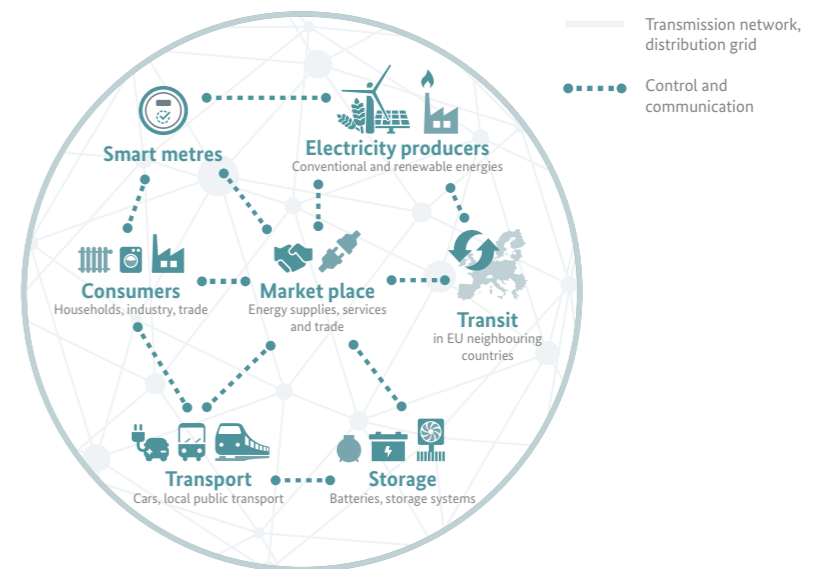 Transmission network,
distribution grid
Control and
communication
Smart metres
Electricity producers
Conventional and renewable energies
Consumers
Households, industry, trade
Market place
Energy supplies, services
and trade
Transit
in EU neighbouring
countries
Transport
Cars, local public transport
Storage
Batteries, storage systems